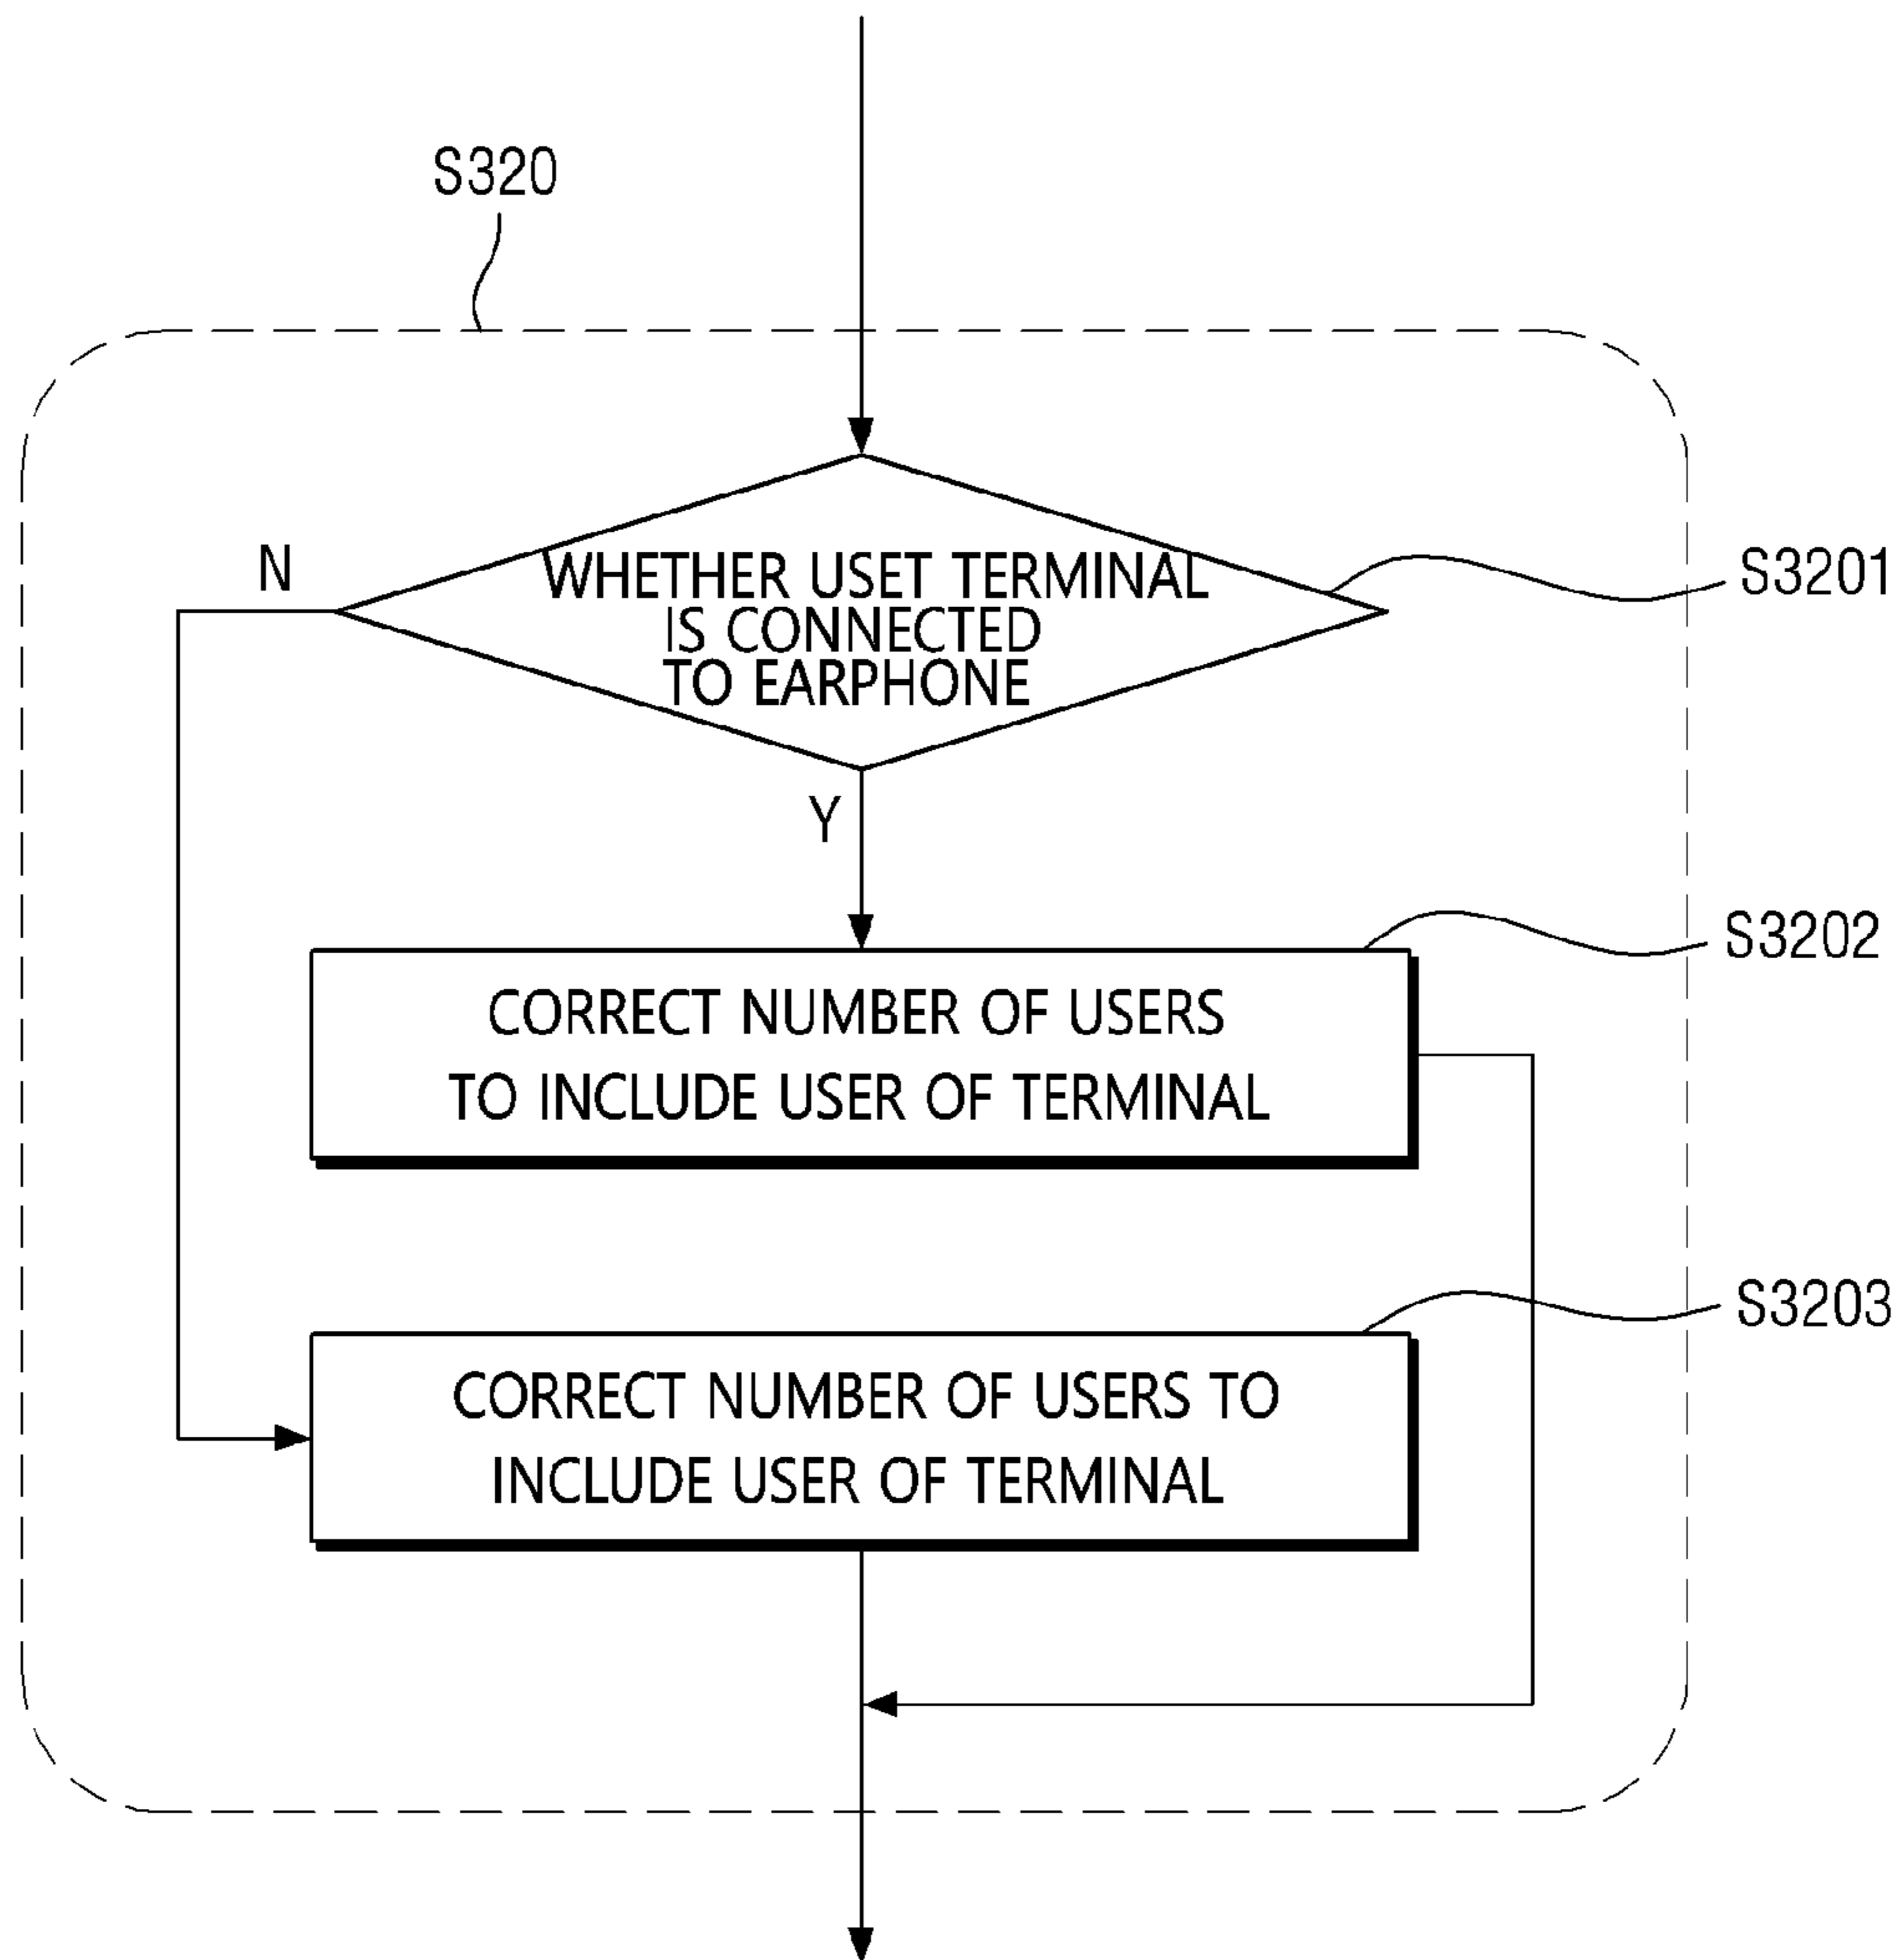 S320
N
WHETHER USET TERMINAL
IS CONNECTED
TO EARPHONE
S3201
Y
S3202
CORRECT NUMBER OF USERS
TO INCLUDE USER OF TERMINAL
S3203
CORRECT NUMBER OF USERS TO
INCLUDE USER OF TERMINAL